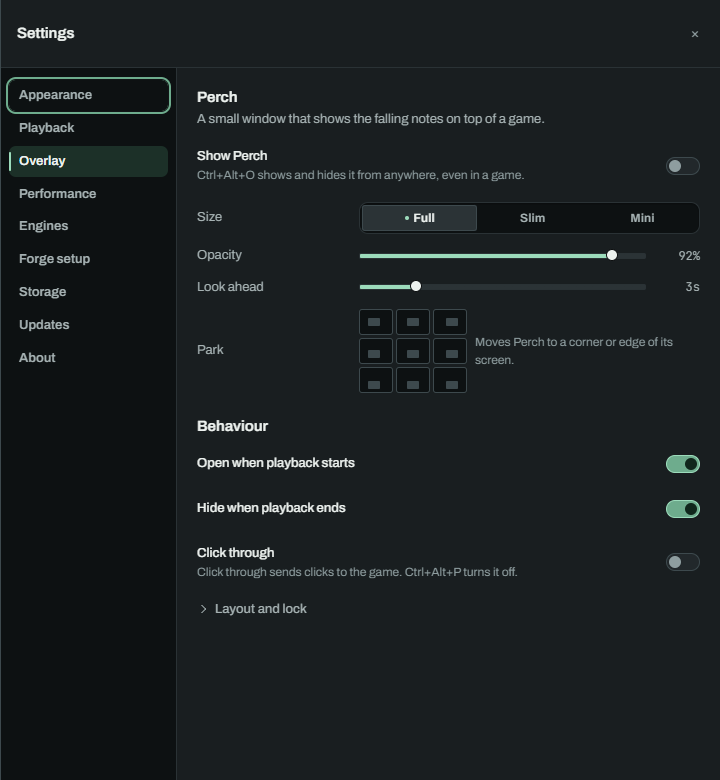 Settings
×
Appearance
Playback
Overlay
Performance
Engines
Forge setup
Storage
Updates
About
Perch
A small window that shows the falling notes on top of a game.
Show Perch
Ctrl+Alt+O shows and hides it from anywhere, even in a game.
Size
Full
Slim
Mini
Opacity
92%
Look ahead
3s
Park
Moves Perch to a corner or edge of its
screen.
Behaviour
Open when playback starts
Hide when playback ends
Click through
Click through sends clicks to the game. Ctrl+Alt+P turns it off.
Layout and lock